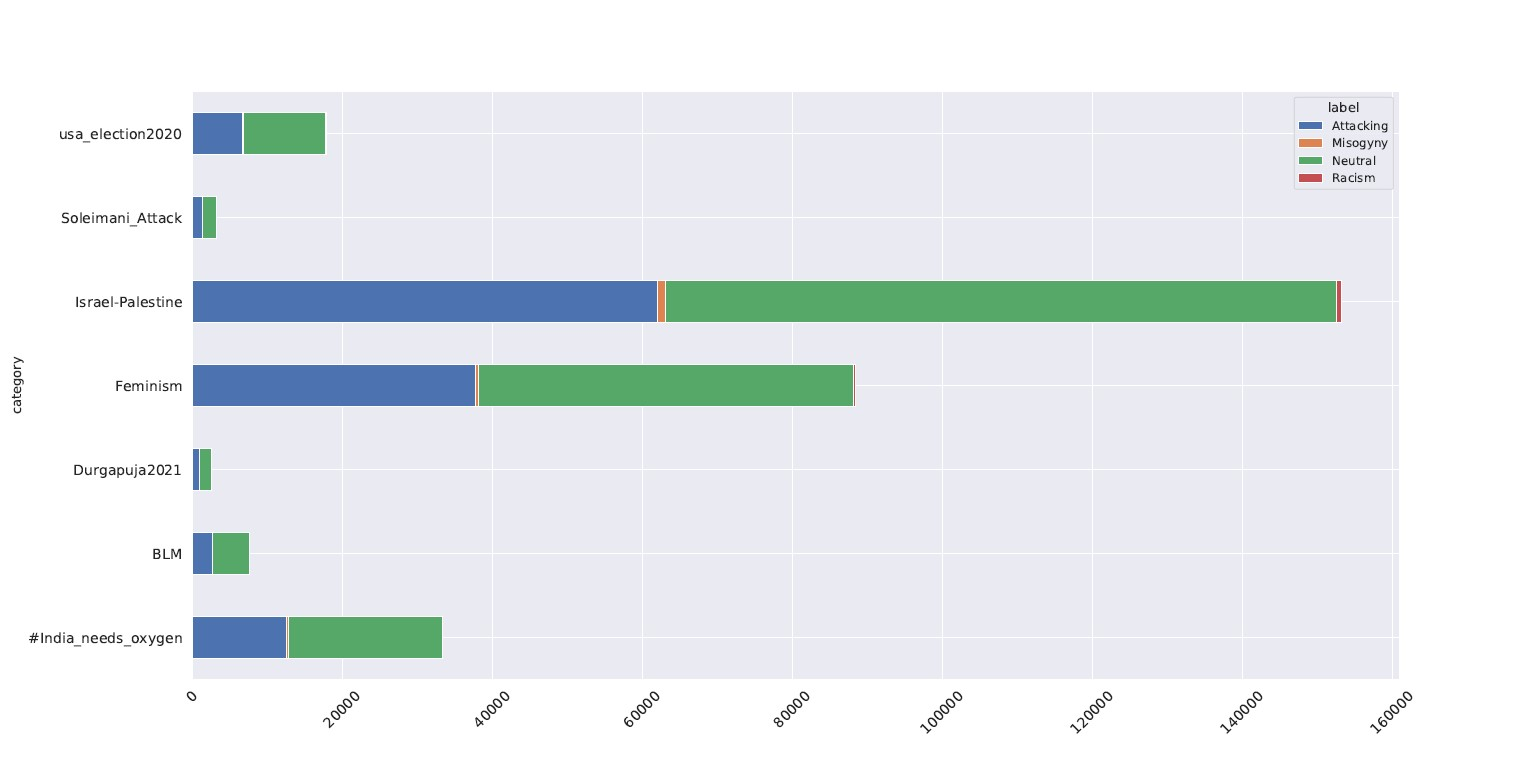 label
Attacking
Misogyny
Neutral
Racism
usa_election2020
Soleimani_Attack
Israel-Palestine
Feminism
Durgapuja2021
BLM
#India_needs_oxygen
category
0
20000
40000
60000
80000
100000
120000
140000
160000